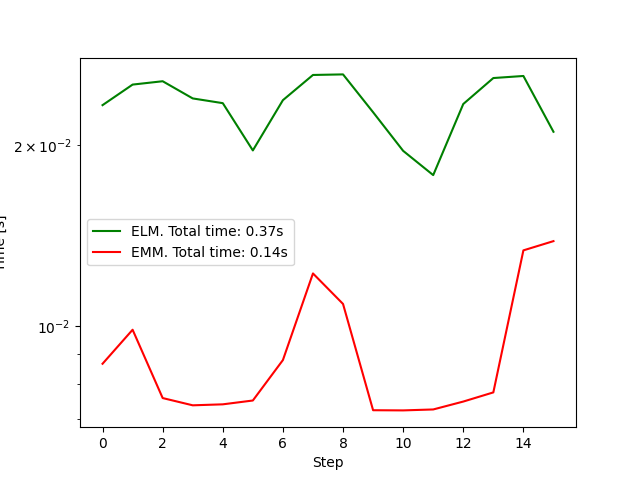 2 × 10⁻²
10⁻²
Time [s]
ELM. Total time: 0.37s
EMM. Total time: 0.14s
0 2 4 6 8 10 12 14
Step